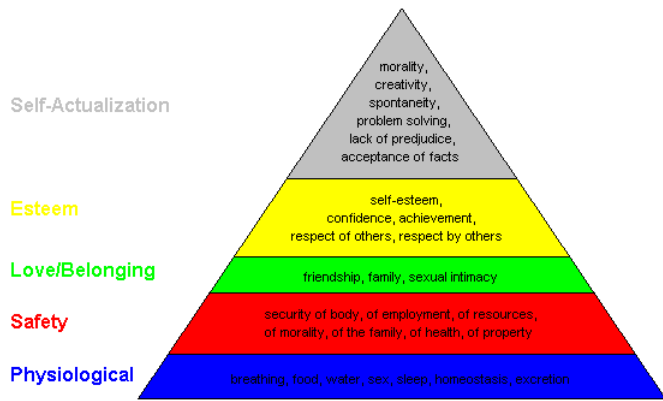 morality,
creativity,
spontaneity,
problem solving,
lack of predjudice,
acceptance of facts
Self-Actualization
self-esteem,
confidence, achievement,
respect of others, respect by others
Esteem
friendship, family, sexual intimacy
Love/Belonging
security of body, of employment, of resources,
of morality, of the family, of health, of property
Safety
breathing, food, water, sex, sleep, homeostasis, excretion
Physiological